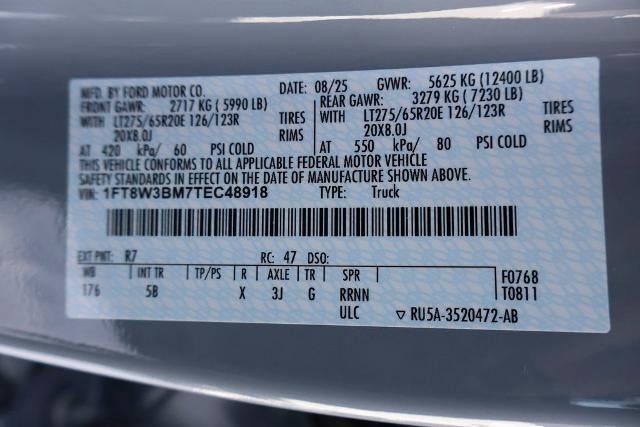 MFD. BY FORD MOTOR CO. DATE: 08/25 GVWR: 5625 KG (12400 LB)
FRONT GAWR: 2717 KG (5990 LB) REAR GAWR: 3279 KG (7230 LB)
WITH LT275/65R20E 126/123R TIRES WITH LT275/65R20E 126/123R TIRES
20X8.0J RIMS 20X8.0J RIMS
AT 420 kPa/ 60 PSI COLD AT 550 kPa/ 80 PSI COLD
THIS VEHICLE CONFORMS TO ALL APPLICABLE FEDERAL MOTOR VEHICLE
SAFETY STANDARDS IN EFFECT ON THE DATE OF MANUFACTURE SHOWN ABOVE.
VIN: 1FT8W3BM7TEC48918 TYPE: Truck
EXT PNT: R7 RC: 47 DSO:
WB INT TR TP/PS R AXLE TR SPR F0768
176 5B X 3J G RRNN T0811
ULC ▽ RU5A-3520472-AB